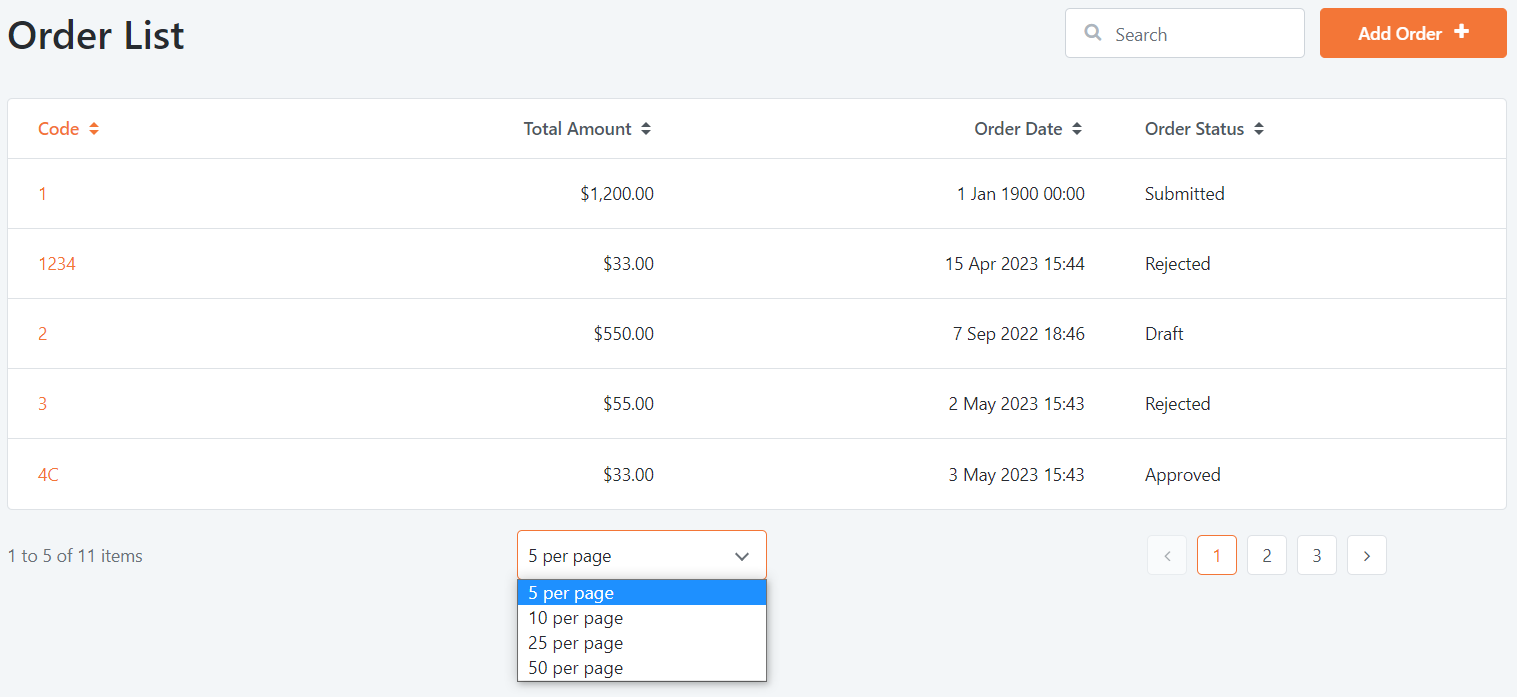 Order List
Search
Add Order
Code Total Amount Order Date Order Status
1 $1,200.00 1 Jan 1900 00:00 Submitted
1234 $33.00 15 Apr 2023 15:44 Rejected
2 $550.00 7 Sep 2022 18:46 Draft
3 $55.00 2 May 2023 15:43 Rejected
4C $33.00 3 May 2023 15:43 Approved
1 to 5 of 11 items 5 per page 1 2 3
5 per page
10 per page
25 per page
50 per page